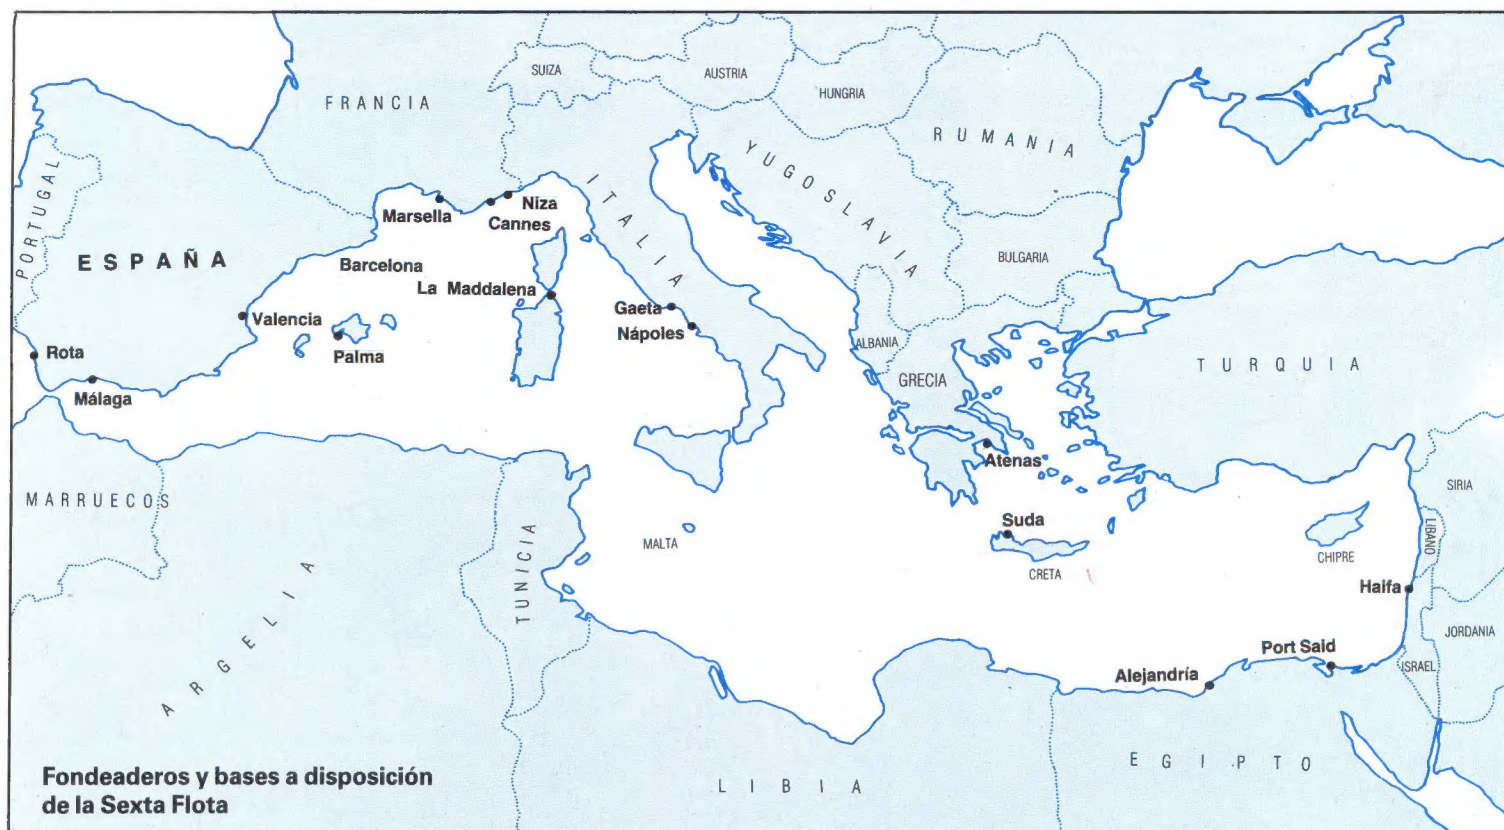 SUIZA
AUSTRIA
HUNGRIA
FRANCIA
RUMANIA
YUGOSLAVIA
PORTUGAL
ITALIA
Marsella
Niza
Cannes
ESPAÑA
BULGARIA
Barcelona
La Maddalena
Gaeta
Valencia
Nápoles
Rota
Palma
ALBANIA
TURQUIA
GRECIA
Málaga
Atenas
MARRUECOS
SIRIA
TUNICIA
Suda
MALTA
LIBANO
CHIPRE
CRETA
Haifa
ARGELIA
JORDANIA
Port Said
ISRAEL
Alejandría
EGIPTO
Fondeaderos y bases a disposición
de la Sexta Flota
LIBIA